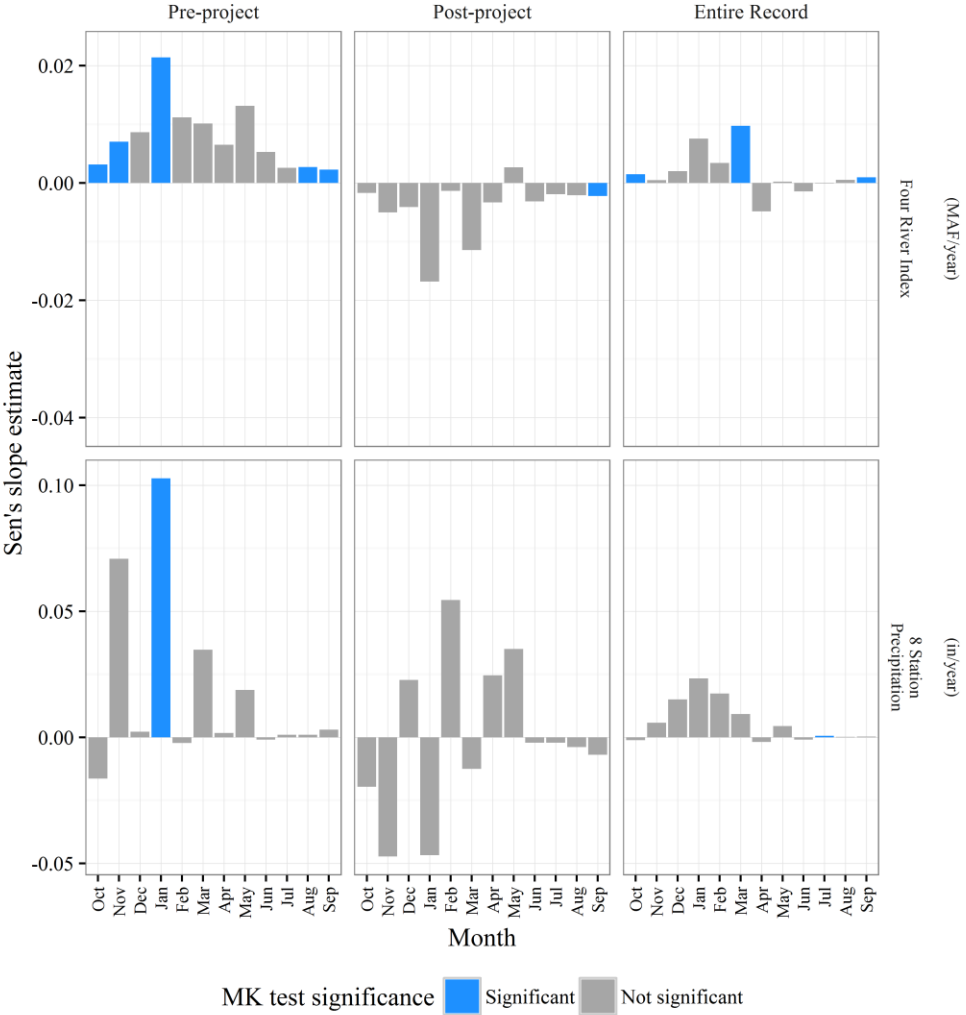 Pre-project
Post-project
Entire Record
0.02
0.00
-0.02
-0.04
Four River Index
(MAF/year)
Sen's slope estimate
0.10
0.05
0.00
-0.05
8 Station
Precipitation
(in/year)
Oct Nov Dec Jan Feb Mar Apr May Jun Jul Aug Sep
Oct Nov Dec Jan Feb Mar Apr May Jun Jul Aug Sep
Oct Nov Dec Jan Feb Mar Apr May Jun Jul Aug Sep
Month
MK test significance Significant Not significant